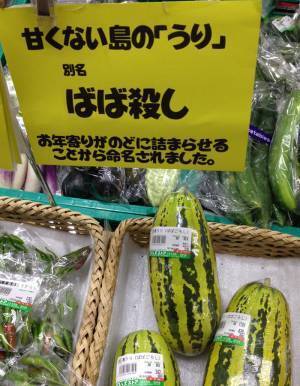 甘くない島の「うり」
別名
ばば殺し
お年寄りがのどに詰まらせる
ことから命名されました。